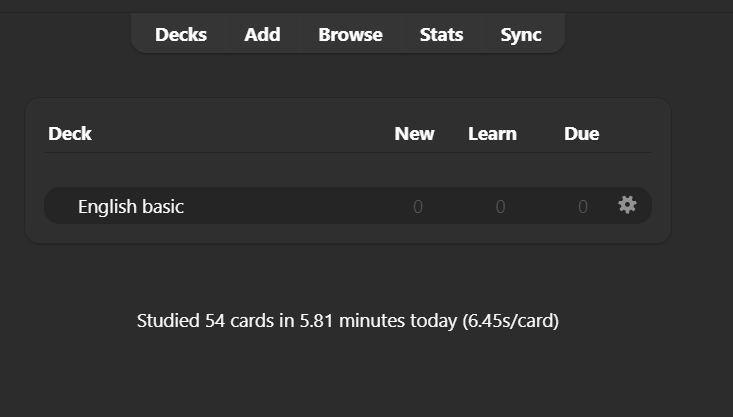 Decks Add Browse Stats Sync
Deck New Learn Due
English basic 0 0 0
Studied 54 cards in 5.81 minutes today (6.45s/card)